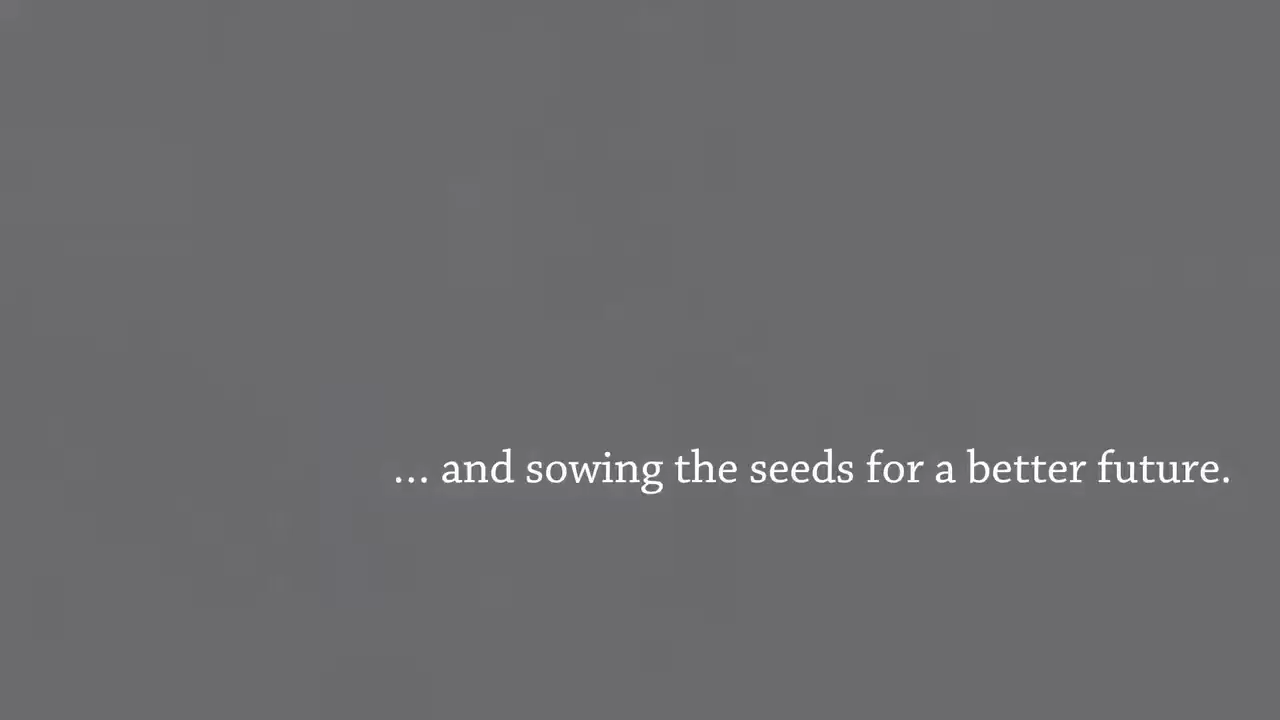 ... and sowing the seeds for a better future.